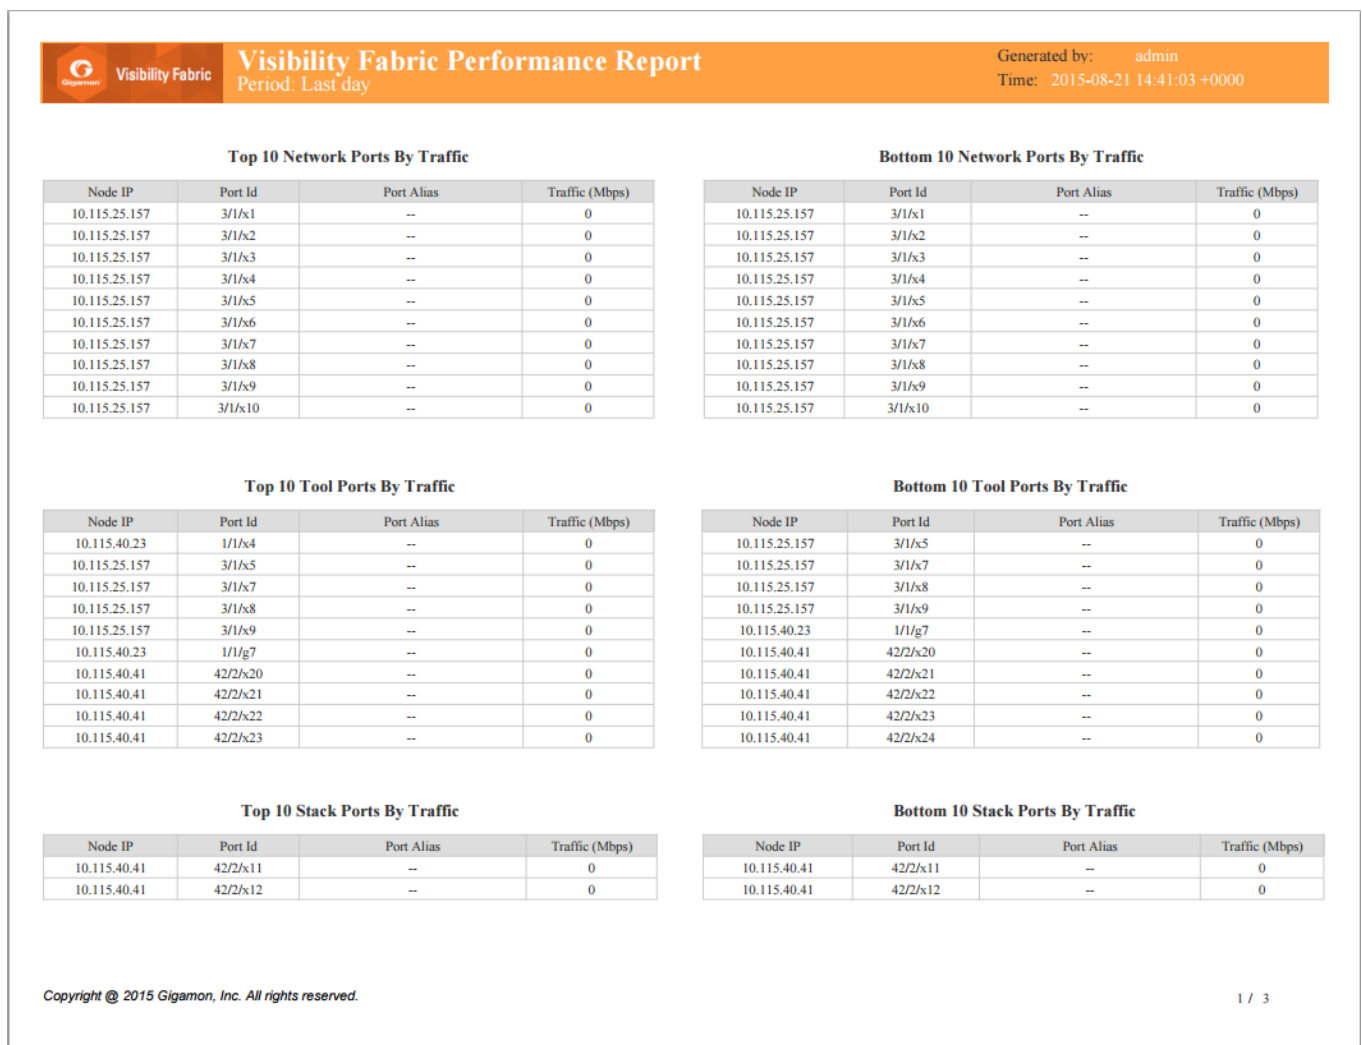 Gigamon
Visibility Fabric
Visibility Fabric Performance Report
Period: Last day
Generated by: admin
Time: 2015-08-21 14:41:03 +0000
Top 10 Network Ports By Traffic
Node IP Port Id Port Alias Traffic (Mbps)
10.115.25.157 3/1/x1 -- 0
10.115.25.157 3/1/x2 -- 0
10.115.25.157 3/1/x3 -- 0
10.115.25.157 3/1/x4 -- 0
10.115.25.157 3/1/x5 -- 0
10.115.25.157 3/1/x6 -- 0
10.115.25.157 3/1/x7 -- 0
10.115.25.157 3/1/x8 -- 0
10.115.25.157 3/1/x9 -- 0
10.115.25.157 3/1/x10 -- 0
Bottom 10 Network Ports By Traffic
Node IP Port Id Port Alias Traffic (Mbps)
10.115.25.157 3/1/x1 -- 0
10.115.25.157 3/1/x2 -- 0
10.115.25.157 3/1/x3 -- 0
10.115.25.157 3/1/x4 -- 0
10.115.25.157 3/1/x5 -- 0
10.115.25.157 3/1/x6 -- 0
10.115.25.157 3/1/x7 -- 0
10.115.25.157 3/1/x8 -- 0
10.115.25.157 3/1/x9 -- 0
10.115.25.157 3/1/x10 -- 0
Top 10 Tool Ports By Traffic
Node IP Port Id Port Alias Traffic (Mbps)
10.115.40.23 1/1/x4 -- 0
10.115.25.157 3/1/x5 -- 0
10.115.25.157 3/1/x7 -- 0
10.115.25.157 3/1/x8 -- 0
10.115.25.157 3/1/x9 -- 0
10.115.40.23 1/1/g7 -- 0
10.115.40.41 42/2/x20 -- 0
10.115.40.41 42/2/x21 -- 0
10.115.40.41 42/2/x22 -- 0
10.115.40.41 42/2/x23 -- 0
Bottom 10 Tool Ports By Traffic
Node IP Port Id Port Alias Traffic (Mbps)
10.115.25.157 3/1/x5 -- 0
10.115.25.157 3/1/x7 -- 0
10.115.25.157 3/1/x8 -- 0
10.115.25.157 3/1/x9 -- 0
10.115.40.23 1/1/g7 -- 0
10.115.40.41 42/2/x20 -- 0
10.115.40.41 42/2/x21 -- 0
10.115.40.41 42/2/x22 -- 0
10.115.40.41 42/2/x23 -- 0
10.115.40.41 42/2/x24 -- 0
Top 10 Stack Ports By Traffic
Node IP Port Id Port Alias Traffic (Mbps)
10.115.40.41 42/2/x11 -- 0
10.115.40.41 42/2/x12 -- 0
Bottom 10 Stack Ports By Traffic
Node IP Port Id Port Alias Traffic (Mbps)
10.115.40.41 42/2/x11 -- 0
10.115.40.41 42/2/x12 -- 0
Copyright @ 2015 Gigamon, Inc. All rights reserved.
1 / 3